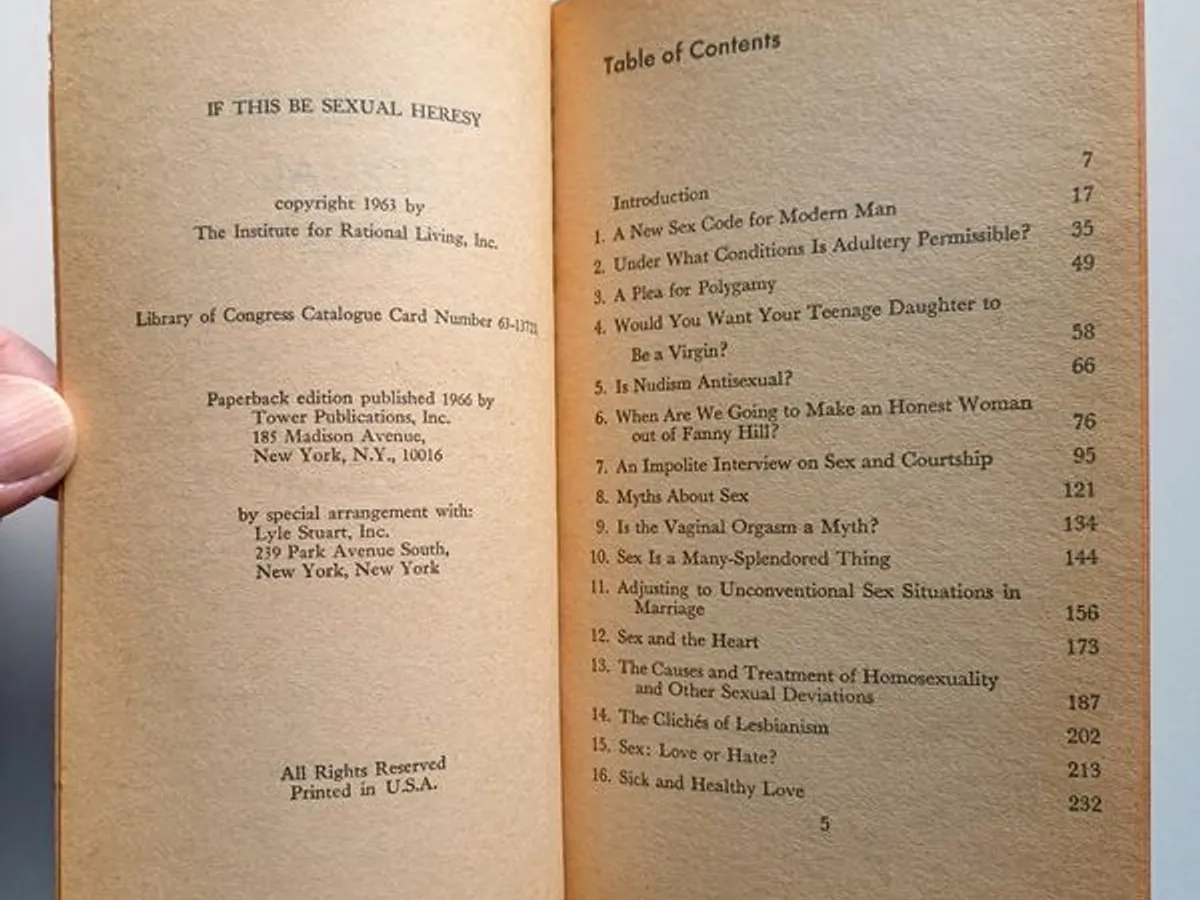 IF THIS BE SEXUAL HERESY
copyright 1963 by
The Institute for Rational Living, Inc.
Library of Congress Catalogue Card Number 63-13721
Paperback edition published 1966 by
Tower Publications, Inc.
185 Madison Avenue,
New York, N.Y., 10016
by special arrangement with:
Lyle Stuart, Inc.
239 Park Avenue South,
New York, New York
All Rights Reserved
Printed in U.S.A.
Table of Contents
Introduction 7
1. A New Sex Code for Modern Man 17
2. Under What Conditions Is Adultery Permissible? 35
3. A Plea for Polygamy 49
4. Would You Want Your Teenage Daughter to
Be a Virgin? 58
5. Is Nudism Antisexual? 66
6. When Are We Going to Make an Honest Woman
out of Fanny Hill? 76
7. An Impolite Interview on Sex and Courtship 95
8. Myths About Sex 121
9. Is the Vaginal Orgasm a Myth? 134
10. Sex Is a Many-Splendored Thing 144
11. Adjusting to Unconventional Sex Situations in
Marriage 156
12. Sex and the Heart 173
13. The Causes and Treatment of Homosexuality
and Other Sexual Deviations 187
14. The Clichés of Lesbianism 202
15. Sex: Love or Hate? 213
16. Sick and Healthy Love 232
5